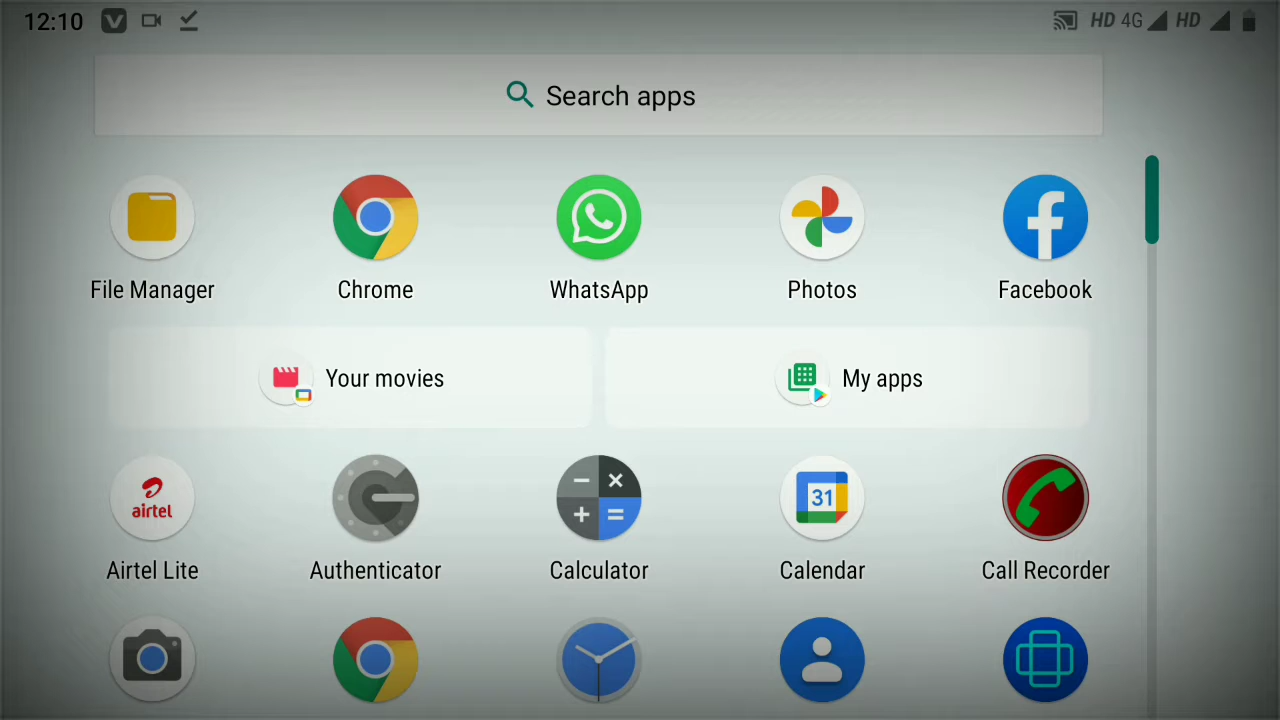 12:10 HD 4G HD
Search apps
File Manager Chrome WhatsApp Photos Facebook
Your movies My apps
31
airtel
Airtel Lite Authenticator Calculator Calendar Call Recorder